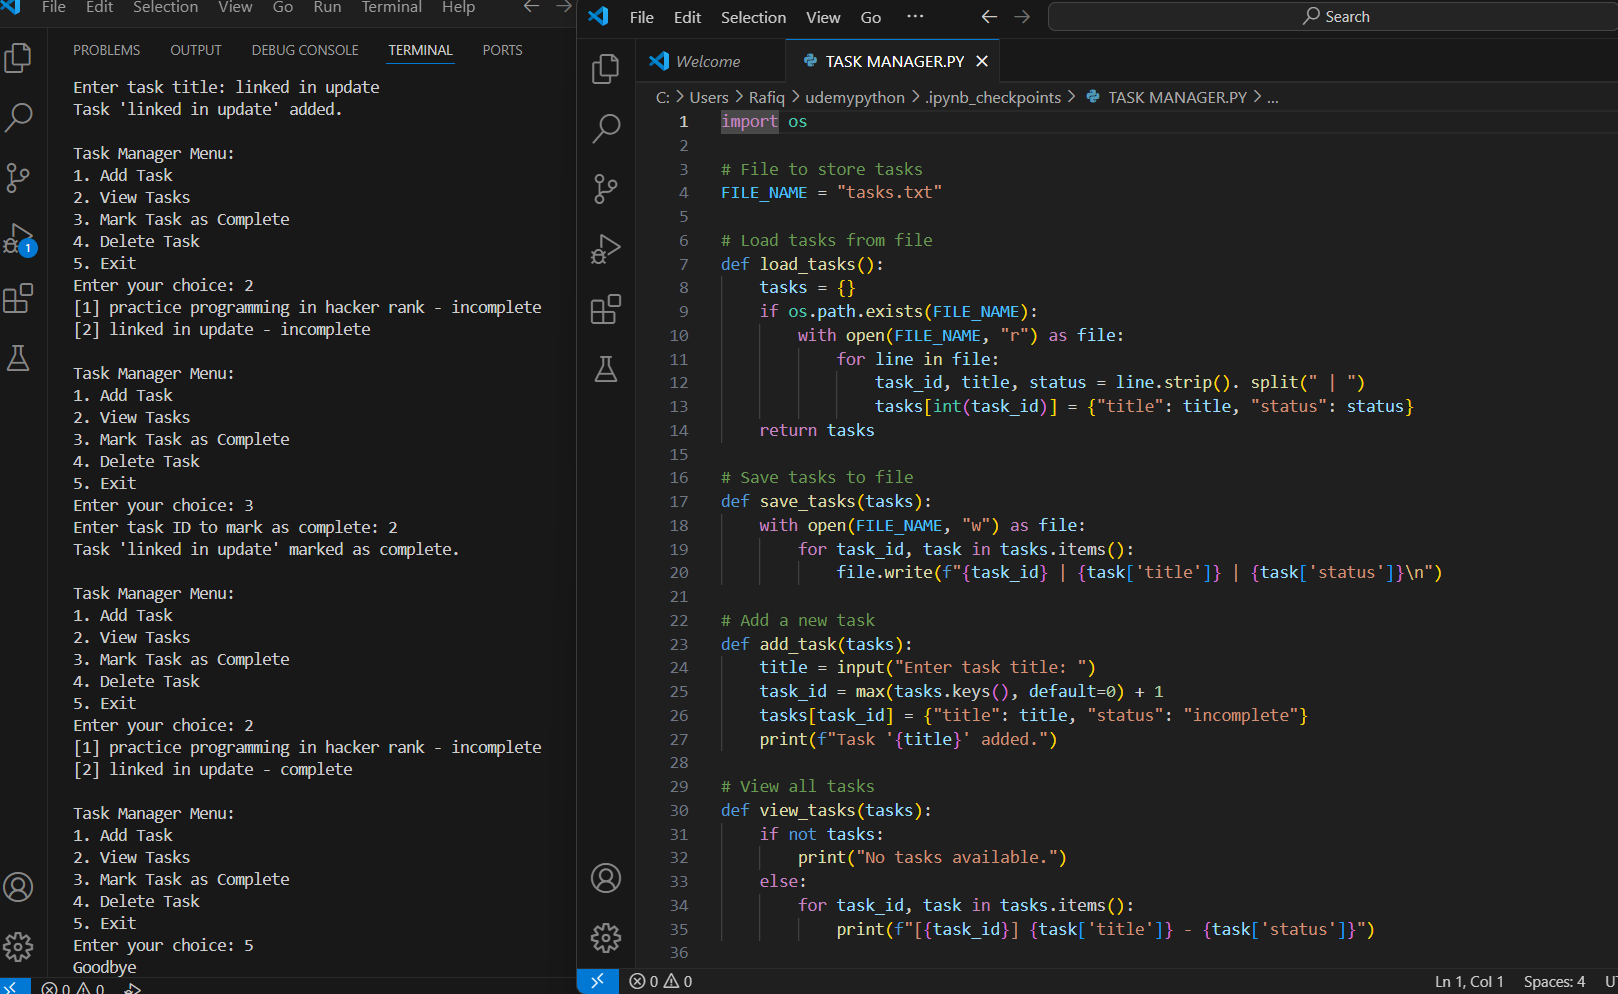 File Edit Selection View Go Run Terminal Help
PROBLEMS OUTPUT DEBUG CONSOLE TERMINAL PORTS
Enter task title: linked in update
Task 'linked in update' added.
Task Manager Menu:
1. Add Task
2. View Tasks
3. Mark Task as Complete
4. Delete Task
5. Exit
Enter your choice: 2
[1] practice programming in hacker rank - incomplete
[2] linked in update - incomplete
Task Manager Menu:
1. Add Task
2. View Tasks
3. Mark Task as Complete
4. Delete Task
5. Exit
Enter your choice: 3
Enter task ID to mark as complete: 2
Task 'linked in update' marked as complete.
Task Manager Menu:
1. Add Task
2. View Tasks
3. Mark Task as Complete
4. Delete Task
5. Exit
Enter your choice: 2
[1] practice programming in hacker rank - incomplete
[2] linked in update - complete
Task Manager Menu:
1. Add Task
2. View Tasks
3. Mark Task as Complete
4. Delete Task
5. Exit
Enter your choice: 5
Goodbye
1
0 0
File Edit Selection View Go ··· Search
Welcome TASK MANAGER.PY
C: > Users > Rafiq > udemypython > .ipynb_checkpoints > TASK MANAGER.PY > ...
1 import os
2
3 # File to store tasks
4 FILE_NAME = "tasks.txt"
5
6 # Load tasks from file
7 def load_tasks():
8     tasks = {}
9     if os.path.exists(FILE_NAME):
10         with open(FILE_NAME, "r") as file:
11             for line in file:
12                 task_id, title, status = line.strip(). split(" | ")
13                 tasks[int(task_id)] = {"title": title, "status": status}
14     return tasks
15
16 # Save tasks to file
17 def save_tasks(tasks):
18     with open(FILE_NAME, "w") as file:
19         for task_id, task in tasks.items():
20             file.write(f"{task_id} | {task['title']} | {task['status']}\n")
21
22 # Add a new task
23 def add_task(tasks):
24     title = input("Enter task title: ")
25     task_id = max(tasks.keys(), default=0) + 1
26     tasks[task_id] = {"title": title, "status": "incomplete"}
27     print(f"Task '{title}' added.")
28
29 # View all tasks
30 def view_tasks(tasks):
31     if not tasks:
32         print("No tasks available.")
33     else:
34         for task_id, task in tasks.items():
35             print(f"[{task_id}] {task['title']} - {task['status']}")
36
0 0 Ln 1, Col 1 Spaces: 4